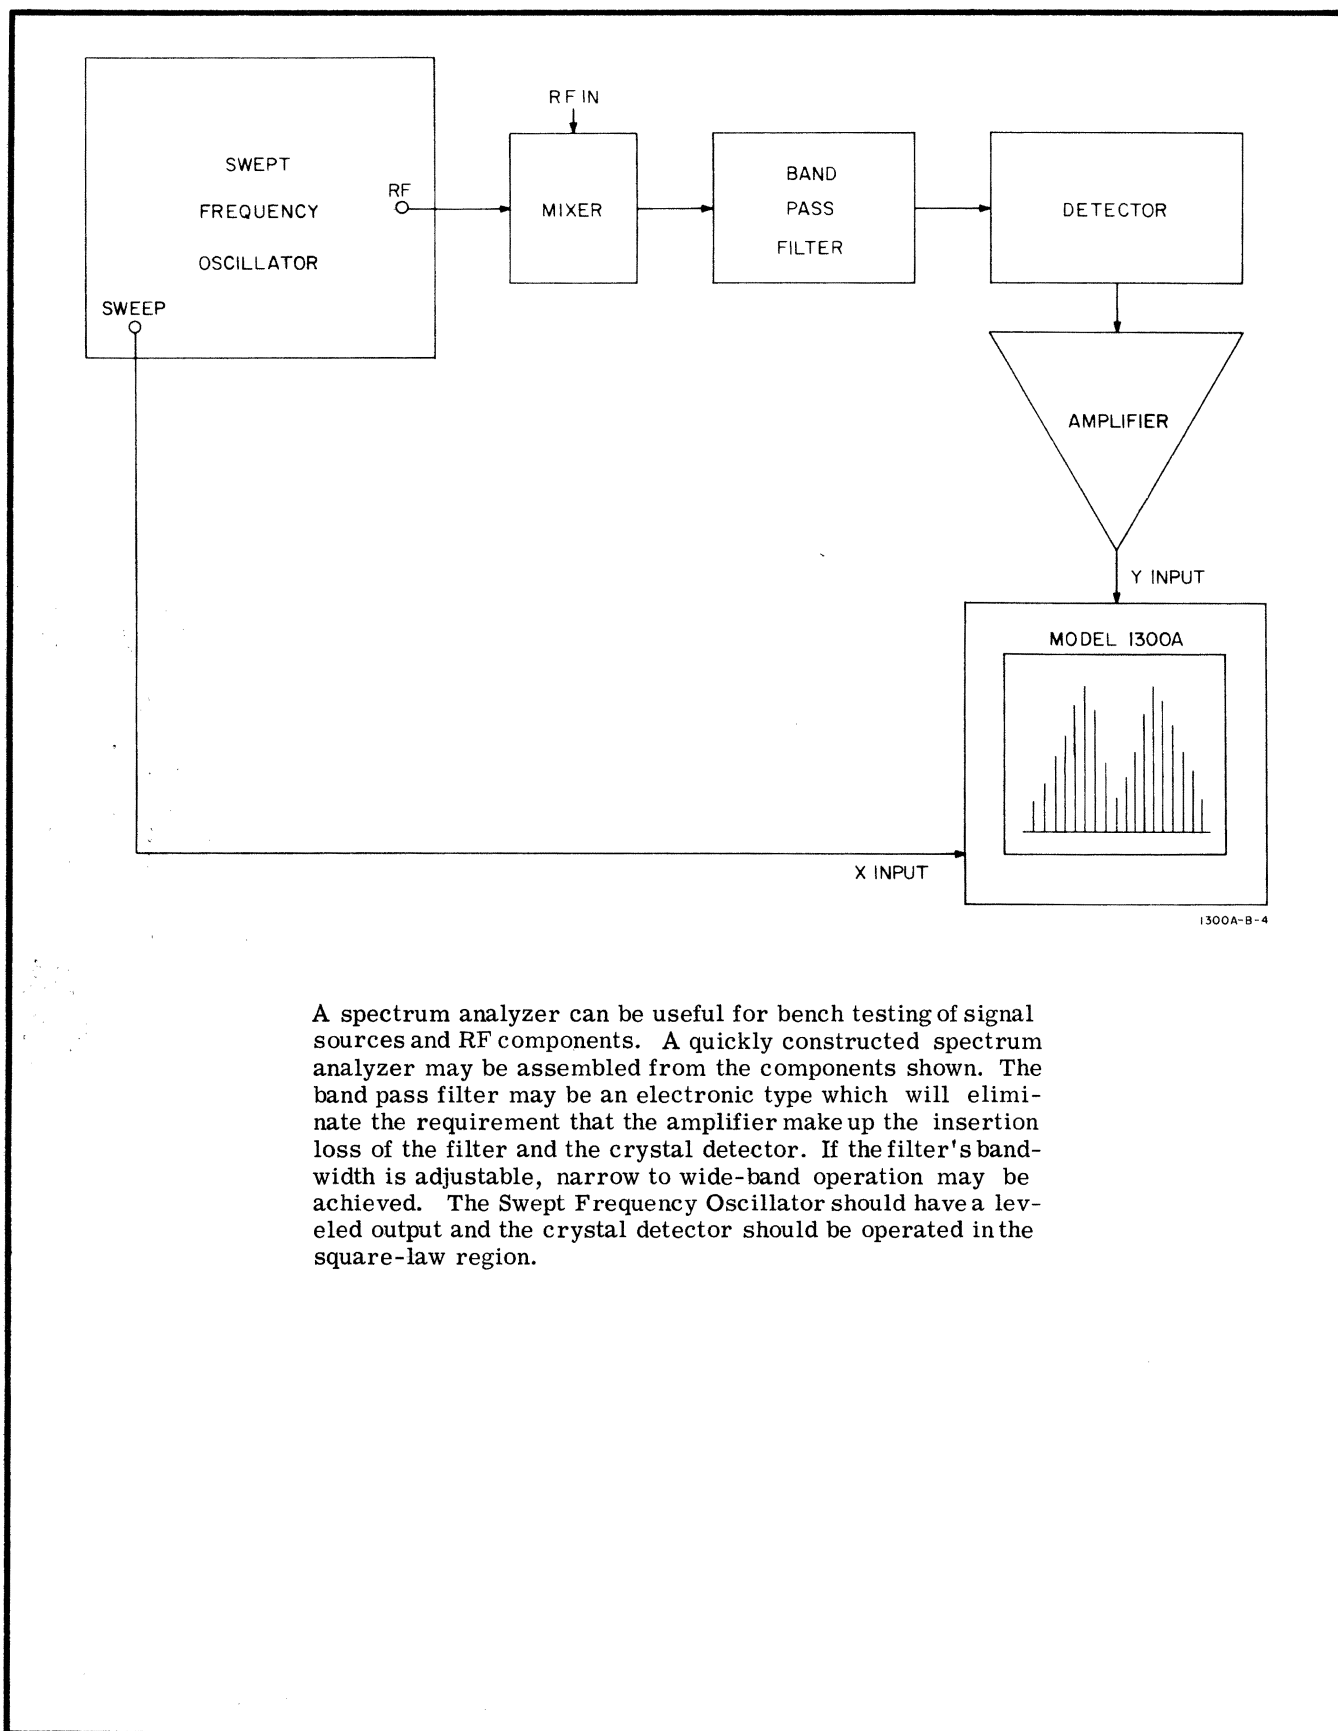 RF IN
SWEPT
FREQUENCY
OSCILLATOR
RF
SWEEP
MIXER
BAND
PASS
FILTER
DETECTOR
AMPLIFIER
Y INPUT
MODEL 1300A
X INPUT
1300A-B-4
A spectrum analyzer can be useful for bench testing of signal
sources and RF components. A quickly constructed spectrum
analyzer may be assembled from the components shown. The
band pass filter may be an electronic type which will elimi-
nate the requirement that the amplifier make up the insertion
loss of the filter and the crystal detector. If the filter's band-
width is adjustable, narrow to wide-band operation may be
achieved. The Swept Frequency Oscillator should have a lev-
eled output and the crystal detector should be operated in the
square-law region.